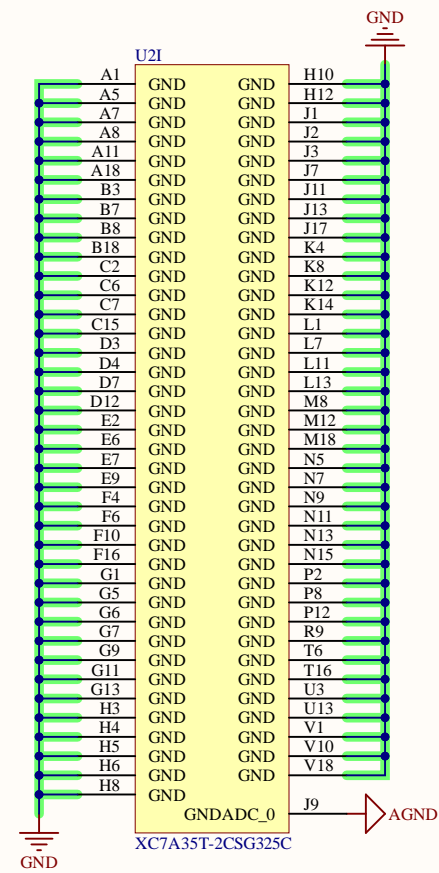 GND
U2I
A1 GND GND H10
A5 GND GND H12
A7 GND GND J1
A8 GND GND J2
A11 GND GND J3
A18 GND GND J7
B3 GND GND J11
B7 GND GND J13
B8 GND GND J17
B18 GND GND K4
C2 GND GND K8
C6 GND GND K12
C7 GND GND K14
C15 GND GND L1
D3 GND GND L7
D4 GND GND L11
D7 GND GND L13
D12 GND GND M8
E2 GND GND M12
E6 GND GND M18
E7 GND GND N5
E9 GND GND N7
F4 GND GND N9
F6 GND GND N11
F10 GND GND N13
F16 GND GND N15
G1 GND GND P2
G5 GND GND P8
G6 GND GND P12
G7 GND GND R9
G9 GND GND T6
G11 GND GND T16
G13 GND GND U3
H3 GND GND U13
H4 GND GND V1
H5 GND GND V10
H6 GND GND V18
H8 GND
GNDADC_0 J9 AGND
XC7A35T-2CSG325C
GND